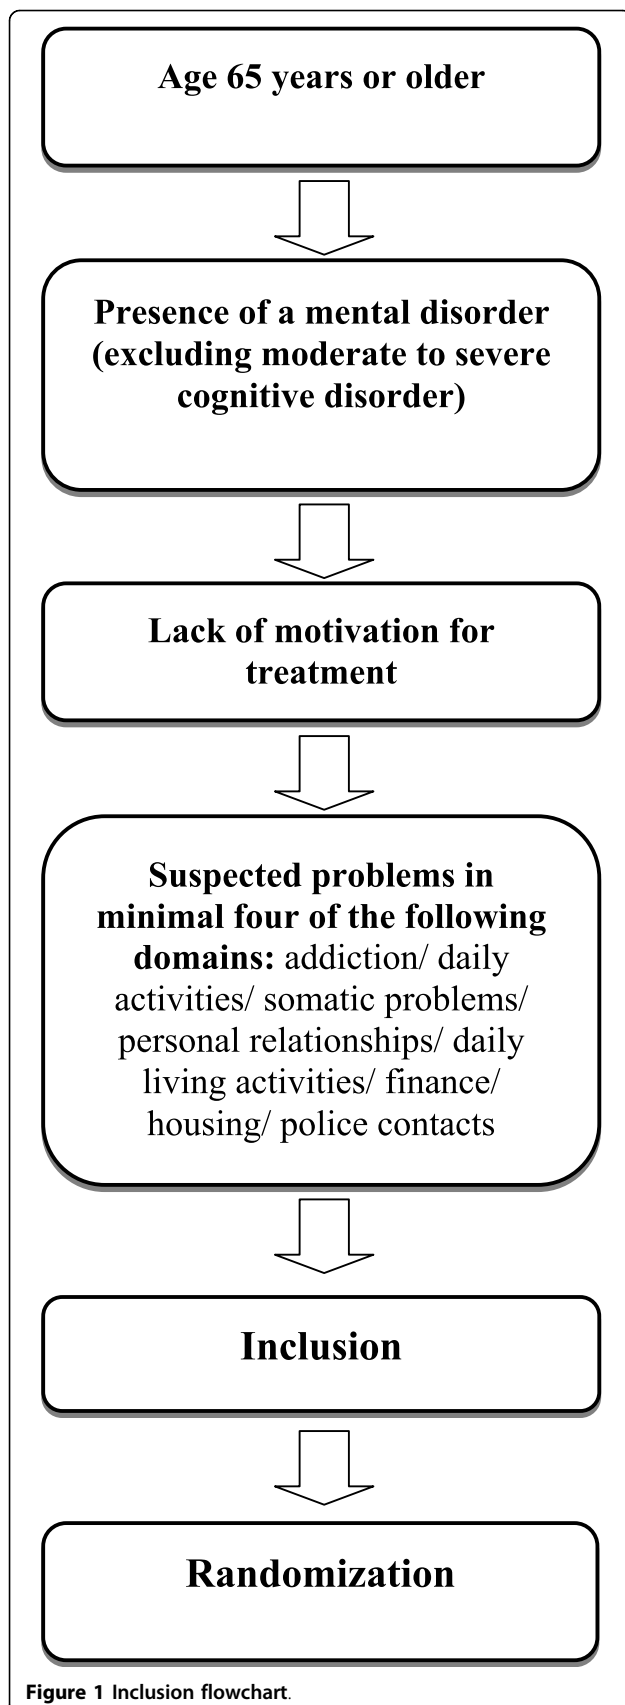 Age 65 years or older
Presence of a mental disorder
(excluding moderate to severe
cognitive disorder)
Lack of motivation for
treatment
Suspected problems in
minimal four of the following
domains: addiction/ daily
activities/ somatic problems/
personal relationships/ daily
living activities/ finance/
housing/ police contacts
Inclusion
Randomization
Figure 1 Inclusion flowchart.